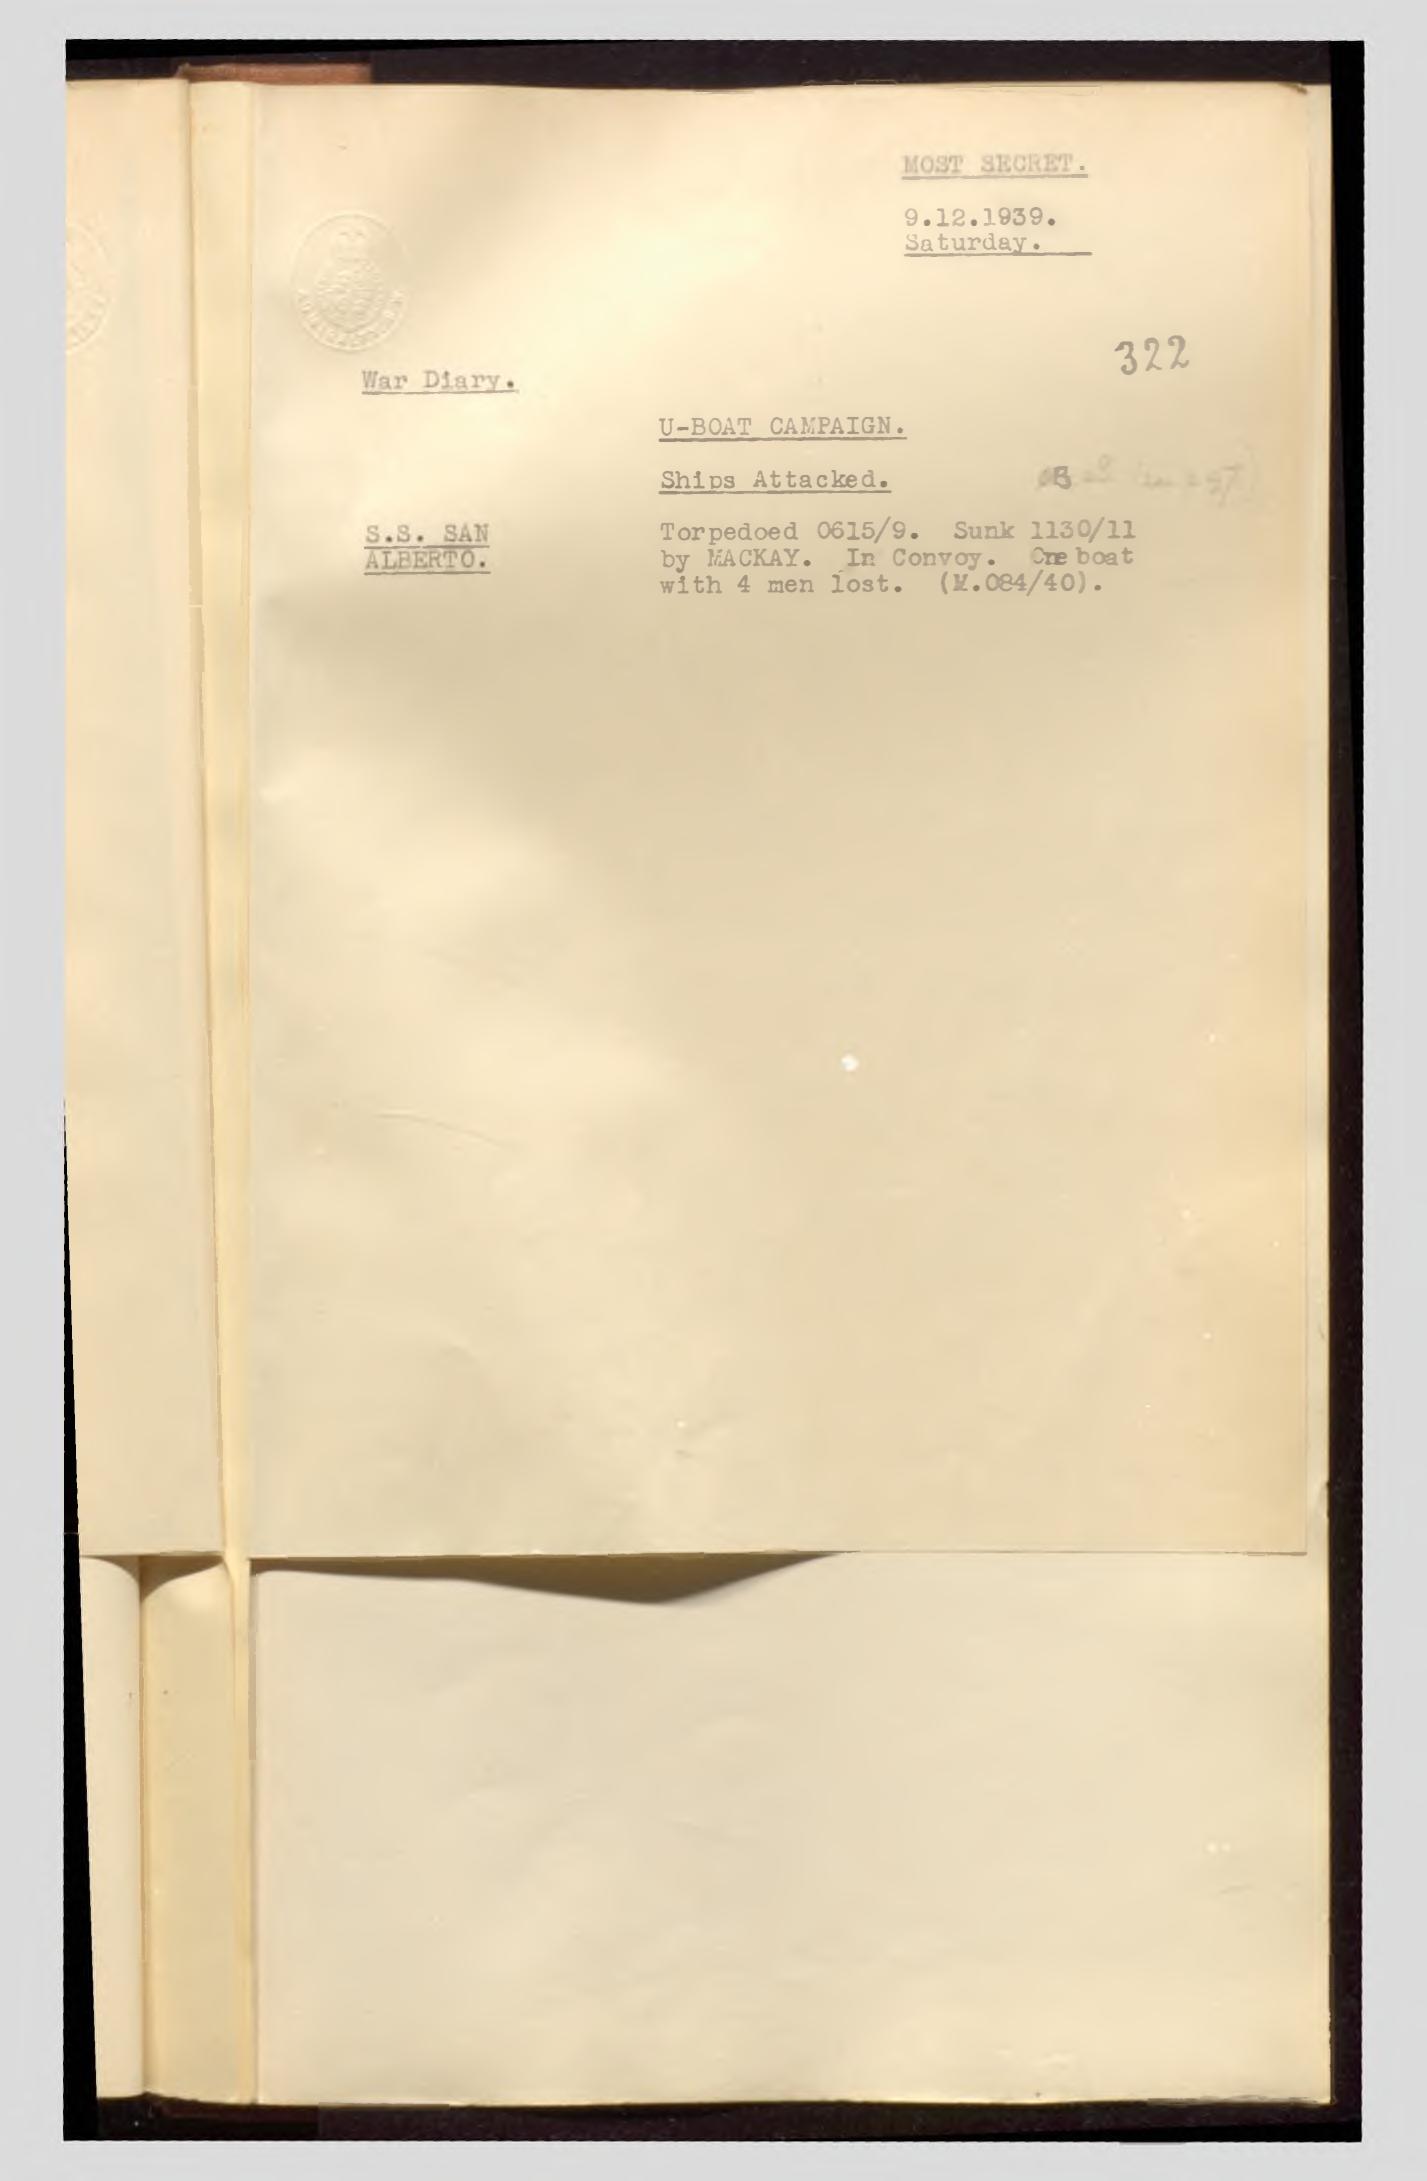 MOST SECRET.
9.12.1939.
Saturday.
322
War Diary.
U-BOAT CAMPAIGN.
Ships Attacked.
S.S. SAN
ALBERTO.
Torpedoed 0615/9. Sunk 1130/11
by MACKAY. In Convoy. One boat
with 4 men lost. (M.084/40).